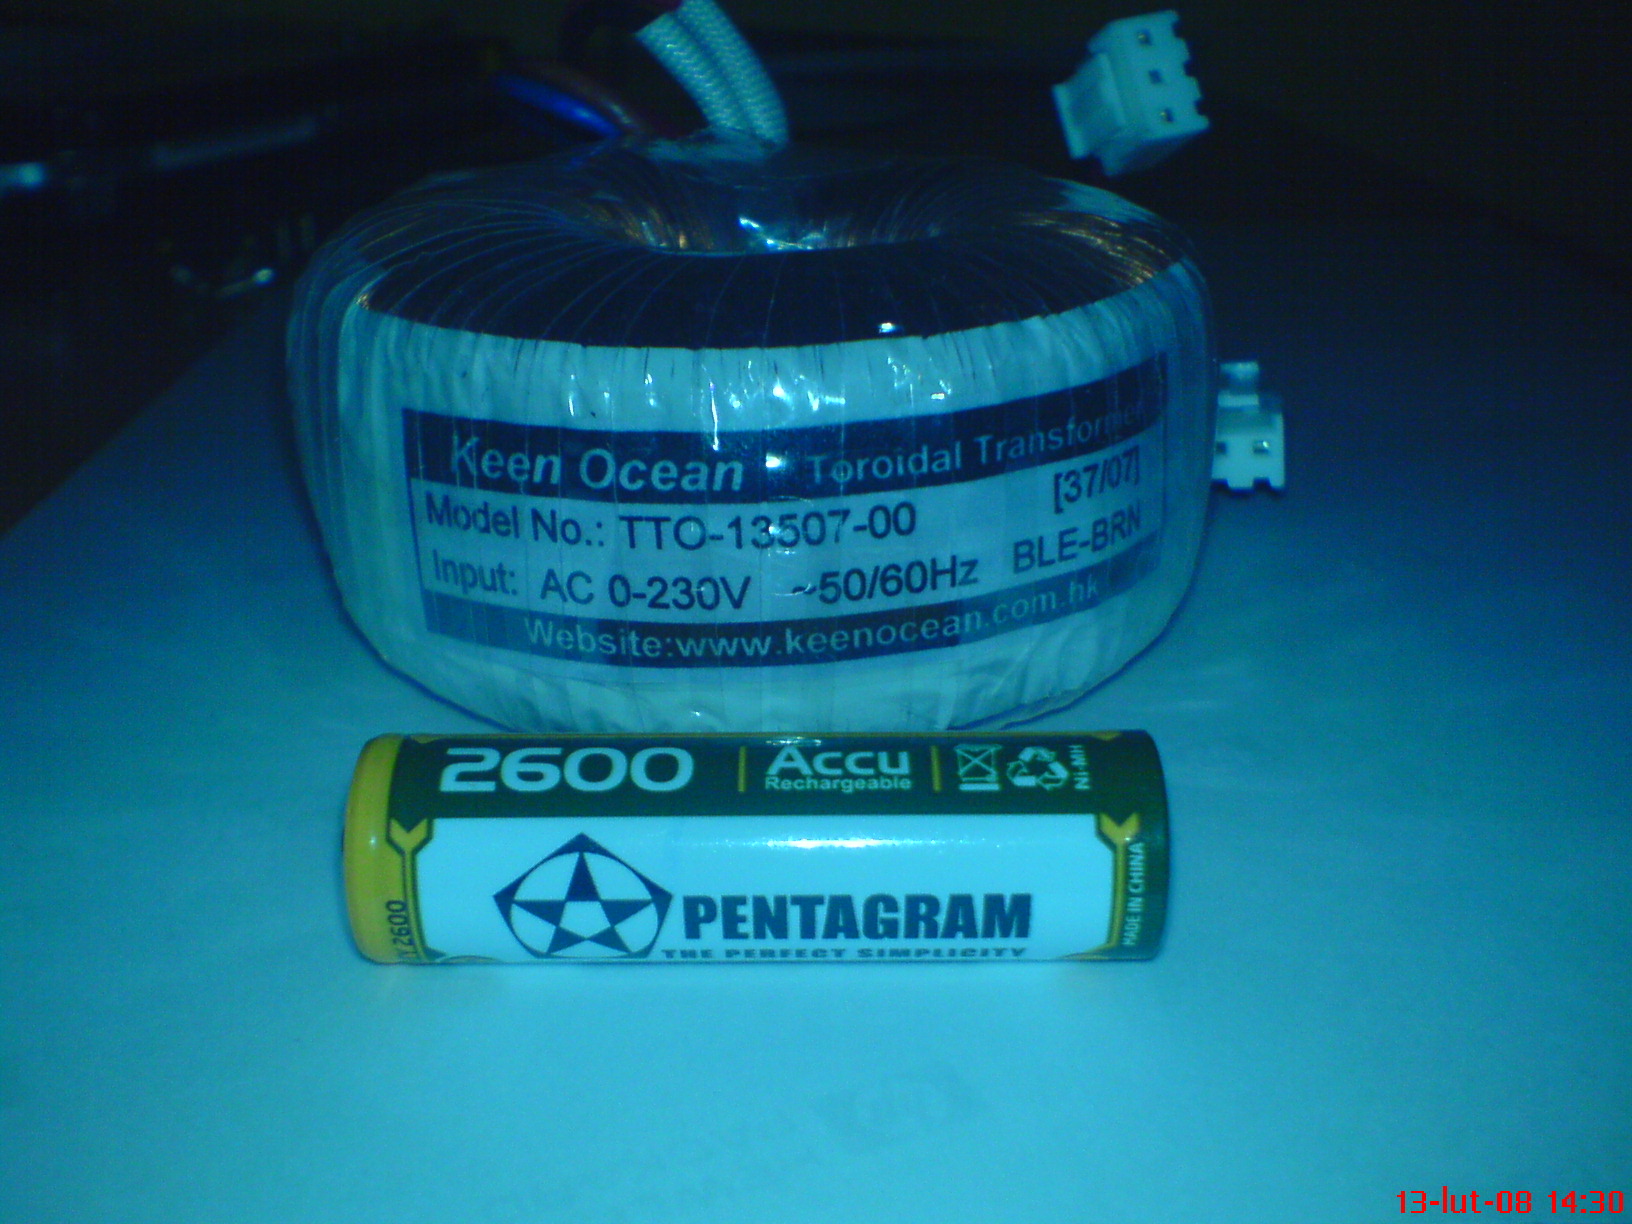 Keen Ocean Toroidal Transformer
Model No.: TTO-13507-00 [37/07]
Input: AC 0-230V ~50/60Hz BLE-BRN
Website:www.keenocean.com.hk
2600 Accu
Rechargeable
Ni-MH
PENTAGRAM
THE PERFECT SIMPLICITY
2600
MADE IN CHINA
13-lut-08 14:30